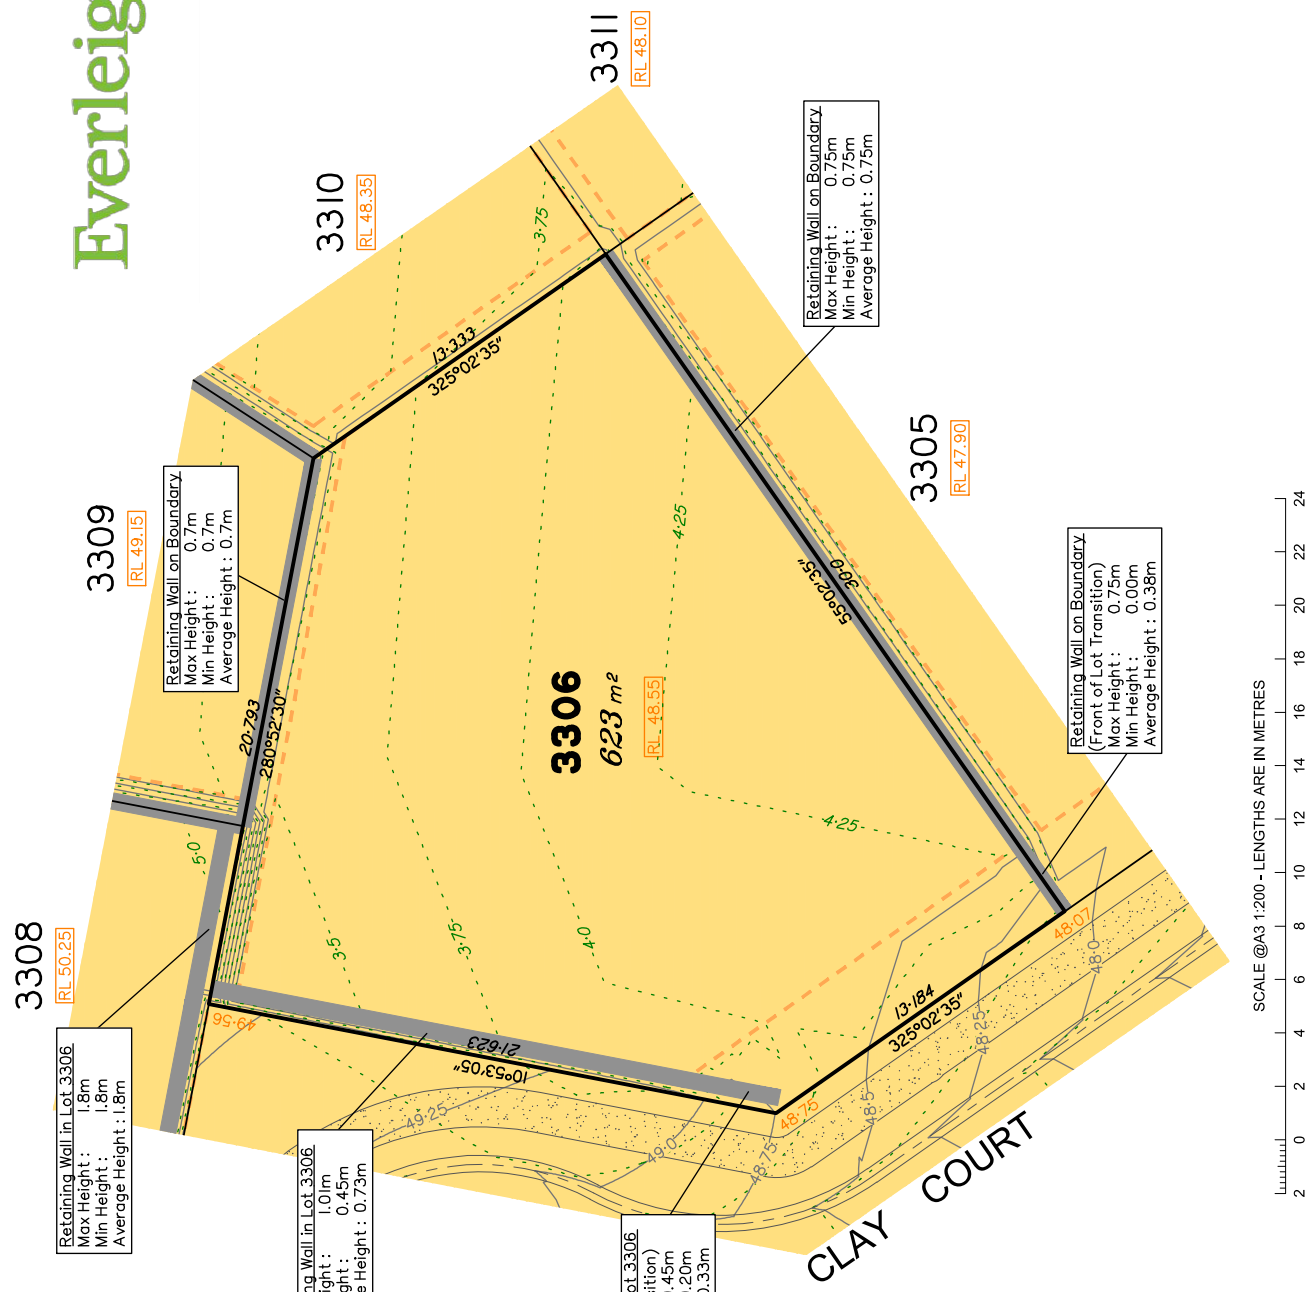 Everleig
3311
RL 48.10
3310
RL 48.35
3309
RL 49.15
3308
RL 50.25
3305
RL 47.90
3306
623 m²
RL 48.55
Retaining Wall on Boundary
Max Height : 0.75m
Min Height : 0.75m
Average Height : 0.75m
Retaining Wall on Boundary
Max Height : 0.7m
Min Height : 0.7m
Average Height : 0.7m
Retaining Wall on Boundary
(Front of Lot Transition)
Max Height : 0.75m
Min Height : 0.00m
Average Height : 0.38m
Retaining Wall in Lot 3306
Max Height : 1.8m
Min Height : 1.8m
Average Height : 1.8m
ng Wall in Lot 3306
ight : 1.01m
ght : 0.45m
e Height : 0.73m
ot 3306
ition)
.45m
.20m
0.33m
13·333
325°02'35"
20·793
280°52'30"
30·0
55°02'35"
21·623
10°53'05"
13·184
325°02'35"
3·75
4·25
4·25
4·0
3·75
3·5
5·0
49·56
48·75
48·07
49·25
49·0
48·75
48·5
48·25
48·0
CLAY COURT
SCALE @A3 1:200 - LENGTHS ARE IN METRES
2 0 2 4 6 8 10 12 14 16 18 20 22 24